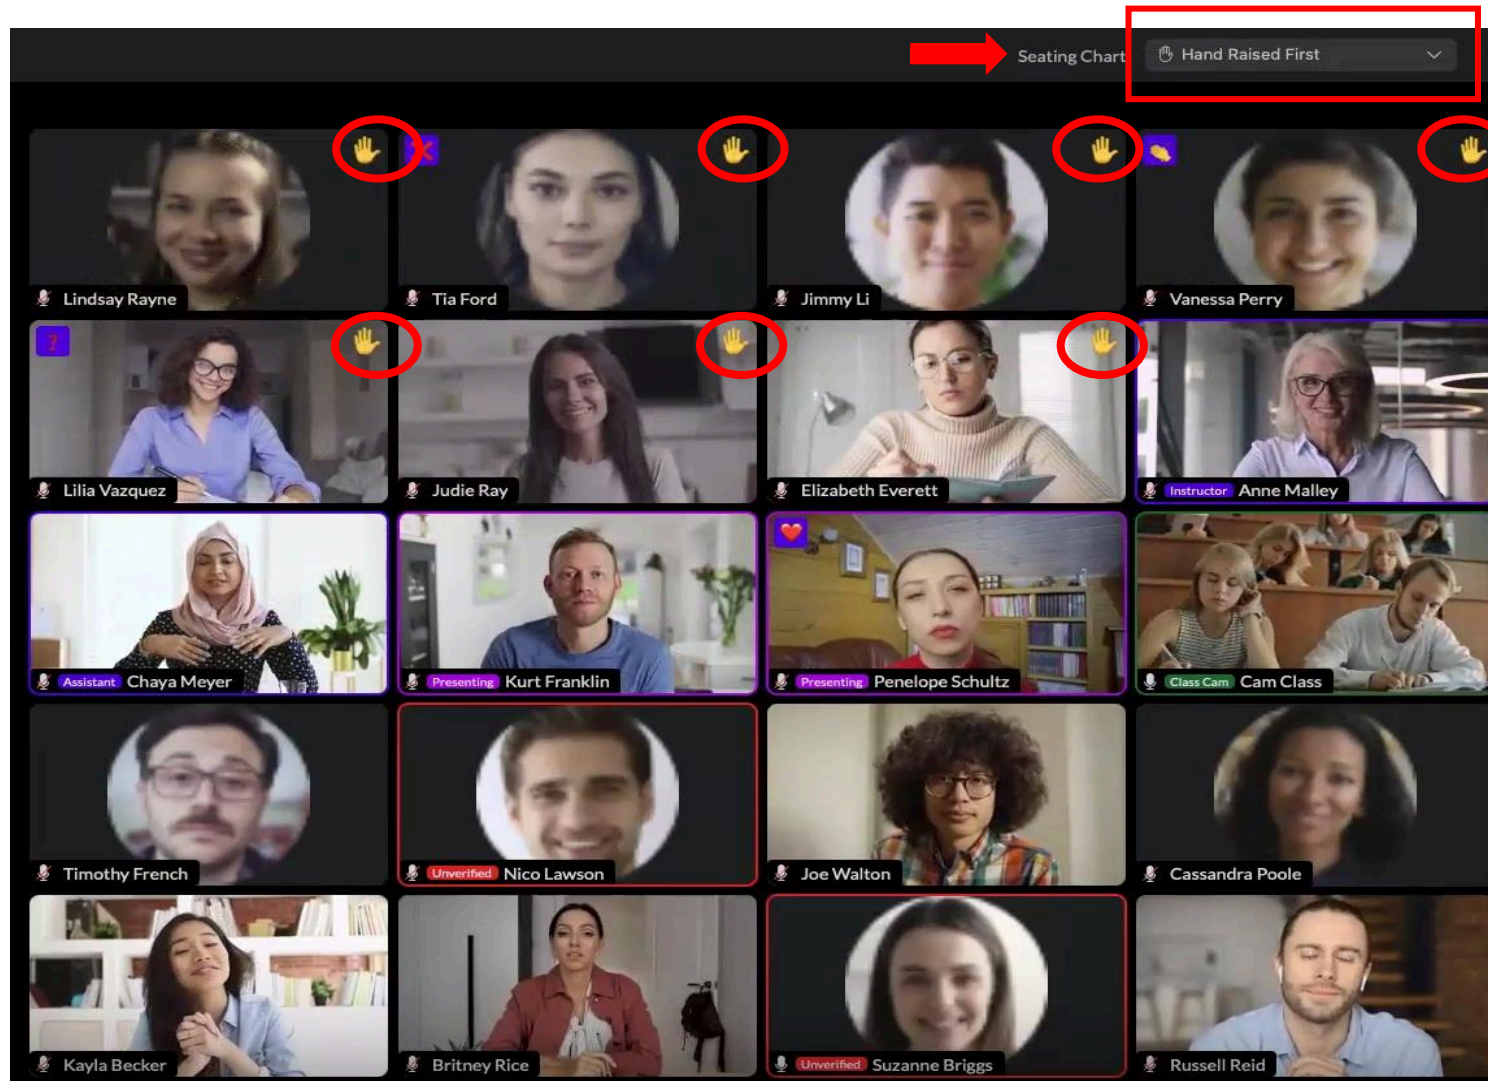 Seating Chart
Hand Raised First
Lindsay Rayne
Tia Ford
Jimmy Li
Vanessa Perry
?
Lilia Vazquez
Judie Ray
Elizabeth Everett
Instructor Anne Malley
Assistant Chaya Meyer
Presenting Kurt Franklin
Presenting Penelope Schultz
Class Cam Cam Class
Timothy French
Unverified Nico Lawson
Joe Walton
Cassandra Poole
Kayla Becker
Britney Rice
Unverified Suzanne Briggs
Russell Reid